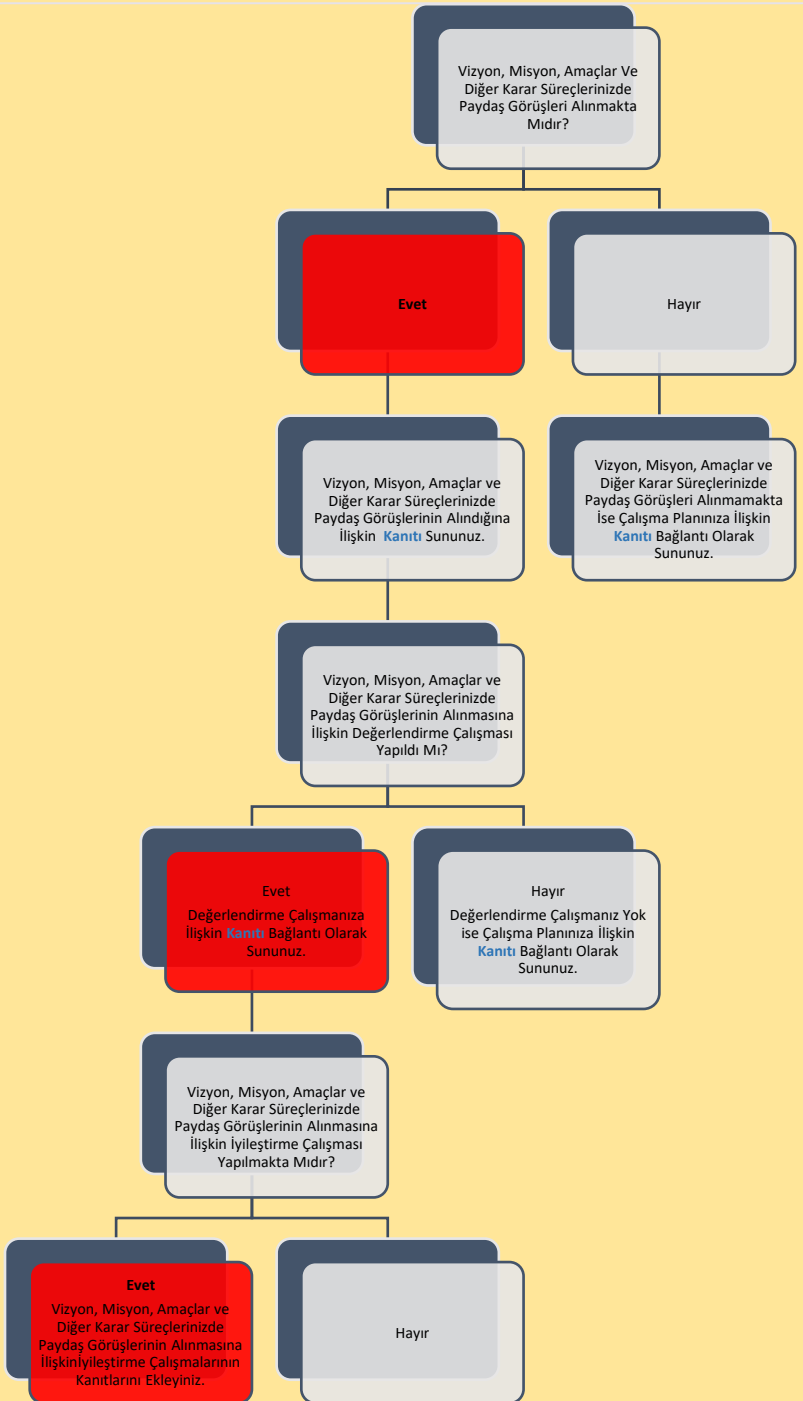 Vizyon, Misyon, Amaçlar Ve
Diğer Karar Süreçlerinizde
Paydaş Görüşleri Alınmakta
Mıdır?
Evet
Hayır
Vizyon, Misyon, Amaçlar ve
Diğer Karar Süreçlerinizde
Paydaş Görüşlerinin Alındığına
İlişkin Kanıtı Sununuz.
Vizyon, Misyon, Amaçlar ve
Diğer Karar Süreçlerinizde
Paydaş Görüşleri Alınmamakta
İse Çalışma Planınıza İlişkin
Kanıtı Bağlantı Olarak
Sununuz.
Vizyon, Misyon, Amaçlar ve
Diğer Karar Süreçlerinizde
Paydaş Görüşlerinin Alınmasına
İlişkin Değerlendirme Çalışması
Yapıldı Mı?
Evet
Değerlendirme Çalışmanıza
İlişkin Kanıtı Bağlantı Olarak
Sununuz.
Hayır
Değerlendirme Çalışmanız Yok
ise Çalışma Planınıza İlişkin
Kanıtı Bağlantı Olarak
Sununuz.
Vizyon, Misyon, Amaçlar ve
Diğer Karar Süreçlerinizde
Paydaş Görüşlerinin Alınmasına
İlişkin İyileştirme Çalışması
Yapılmakta Mıdır?
Evet
Vizyon, Misyon, Amaçlar ve
Diğer Karar Süreçlerinizde
Paydaş Görüşlerinin Alınmasına
İlişkinİyileştirme Çalışmalarının
Kanıtlarını Ekleyiniz.
Hayır